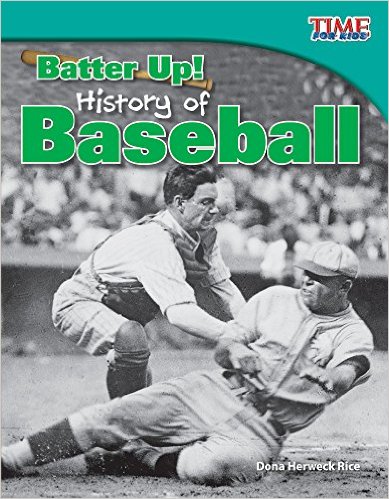 TIME
FOR KIDS
Batter Up!
History of
Baseball
Dona Herweck Rice